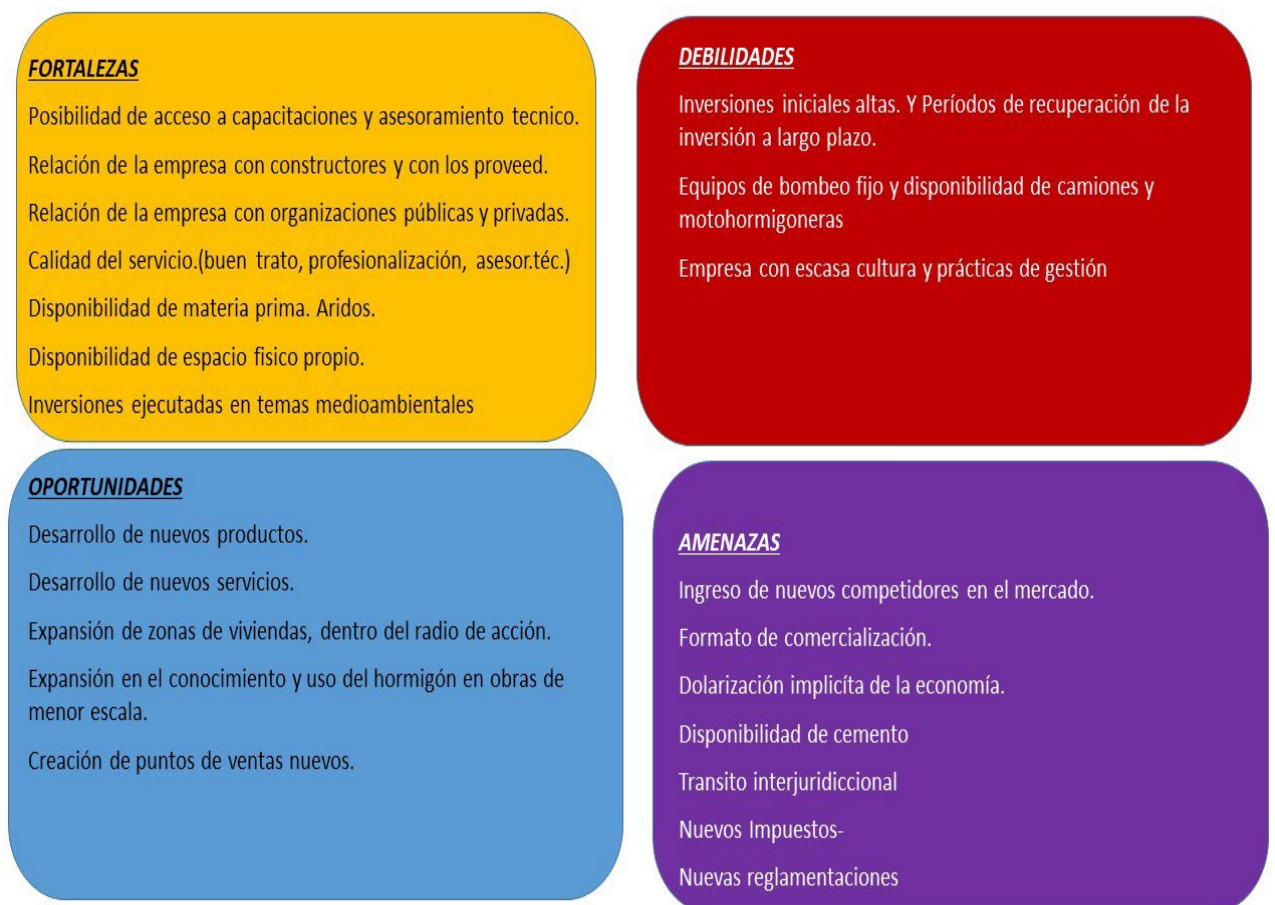 FORTALEZAS
Posibilidad de acceso a capacitaciones y asesoramiento tecnico.
Relación de la empresa con constructores y con los proveed.
Relación de la empresa con organizaciones públicas y privadas.
Calidad del servicio.(buen trato, profesionalización, asesor.téc.)
Disponibilidad de materia prima. Aridos.
Disponibilidad de espacio fisico propio.
Inversiones ejecutadas en temas medioambientales
DEBILIDADES
Inversiones iniciales altas. Y Períodos de recuperación de la
inversión a largo plazo.
Equipos de bombeo fijo y disponibilidad de camiones y
motohormigoneras
Empresa con escasa cultura y prácticas de gestión
OPORTUNIDADES
Desarrollo de nuevos productos.
Desarrollo de nuevos servicios.
Expansión de zonas de viviendas, dentro del radio de acción.
Expansión en el conocimiento y uso del hormigón en obras de
menor escala.
Creación de puntos de ventas nuevos.
AMENAZAS
Ingreso de nuevos competidores en el mercado.
Formato de comercialización.
Dolarización implicíta de la economía.
Disponibilidad de cemento
Transito interjuridiccional
Nuevos Impuestos-
Nuevas reglamentaciones